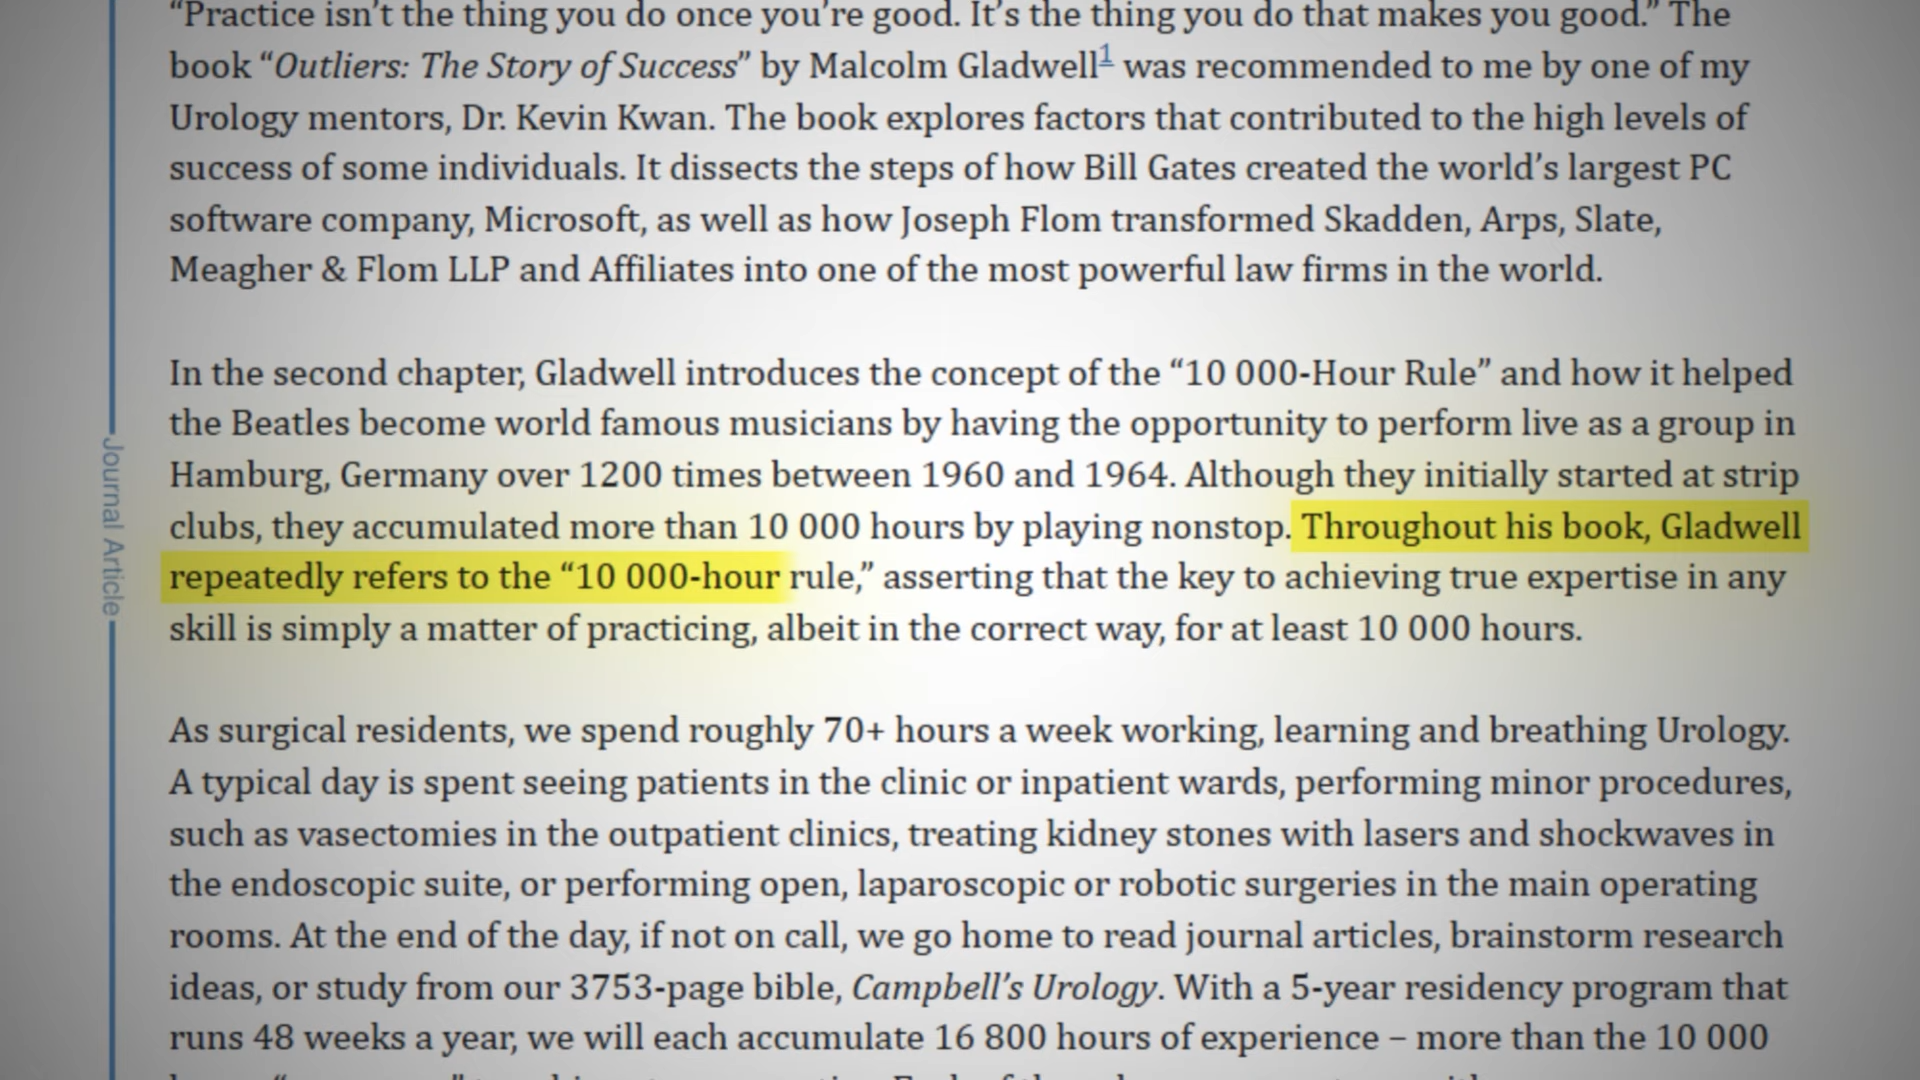 “Practice isn’t the thing you do once you’re good. It’s the thing you do that makes you good.” The
book “Outliers: The Story of Success” by Malcolm Gladwell1 was recommended to me by one of my
Urology mentors, Dr. Kevin Kwan. The book explores factors that contributed to the high levels of
success of some individuals. It dissects the steps of how Bill Gates created the world’s largest PC
software company, Microsoft, as well as how Joseph Flom transformed Skadden, Arps, Slate,
Meagher & Flom LLP and Affiliates into one of the most powerful law firms in the world.
In the second chapter, Gladwell introduces the concept of the “10 000-Hour Rule” and how it helped
the Beatles become world famous musicians by having the opportunity to perform live as a group in
Hamburg, Germany over 1200 times between 1960 and 1964. Although they initially started at strip
clubs, they accumulated more than 10 000 hours by playing nonstop. Throughout his book, Gladwell
repeatedly refers to the “10 000-hour rule,” asserting that the key to achieving true expertise in any
skill is simply a matter of practicing, albeit in the correct way, for at least 10 000 hours.
As surgical residents, we spend roughly 70+ hours a week working, learning and breathing Urology.
A typical day is spent seeing patients in the clinic or inpatient wards, performing minor procedures,
such as vasectomies in the outpatient clinics, treating kidney stones with lasers and shockwaves in
the endoscopic suite, or performing open, laparoscopic or robotic surgeries in the main operating
rooms. At the end of the day, if not on call, we go home to read journal articles, brainstorm research
ideas, or study from our 3753-page bible, Campbell’s Urology. With a 5-year residency program that
runs 48 weeks a year, we will each accumulate 16 800 hours of experience – more than the 10 000
Journal Article